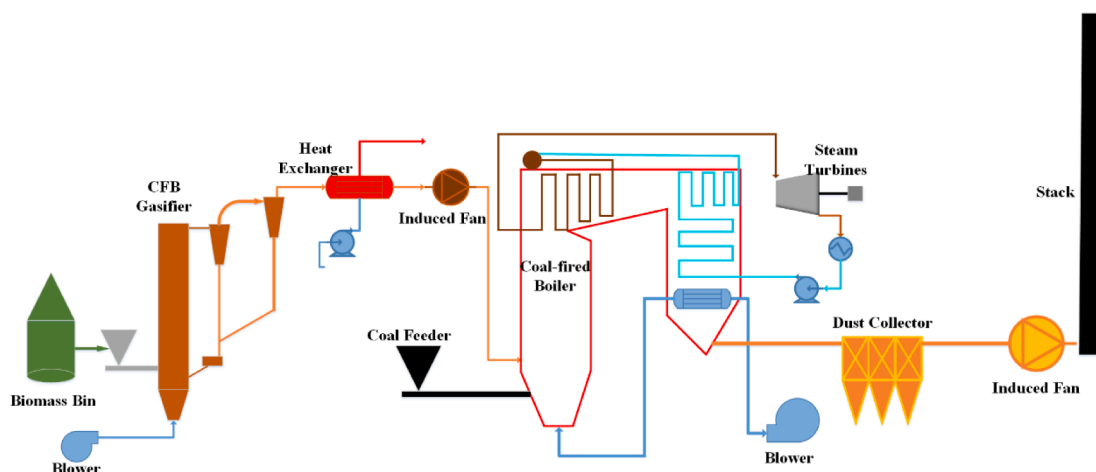 Heat
Exchanger
CFB
Gasifier
Induced Fan
Steam
Turbines
Stack
Coal-fired
Boiler
Coal Feeder
Dust Collector
Biomass Bin
Induced Fan
Blower
Blower